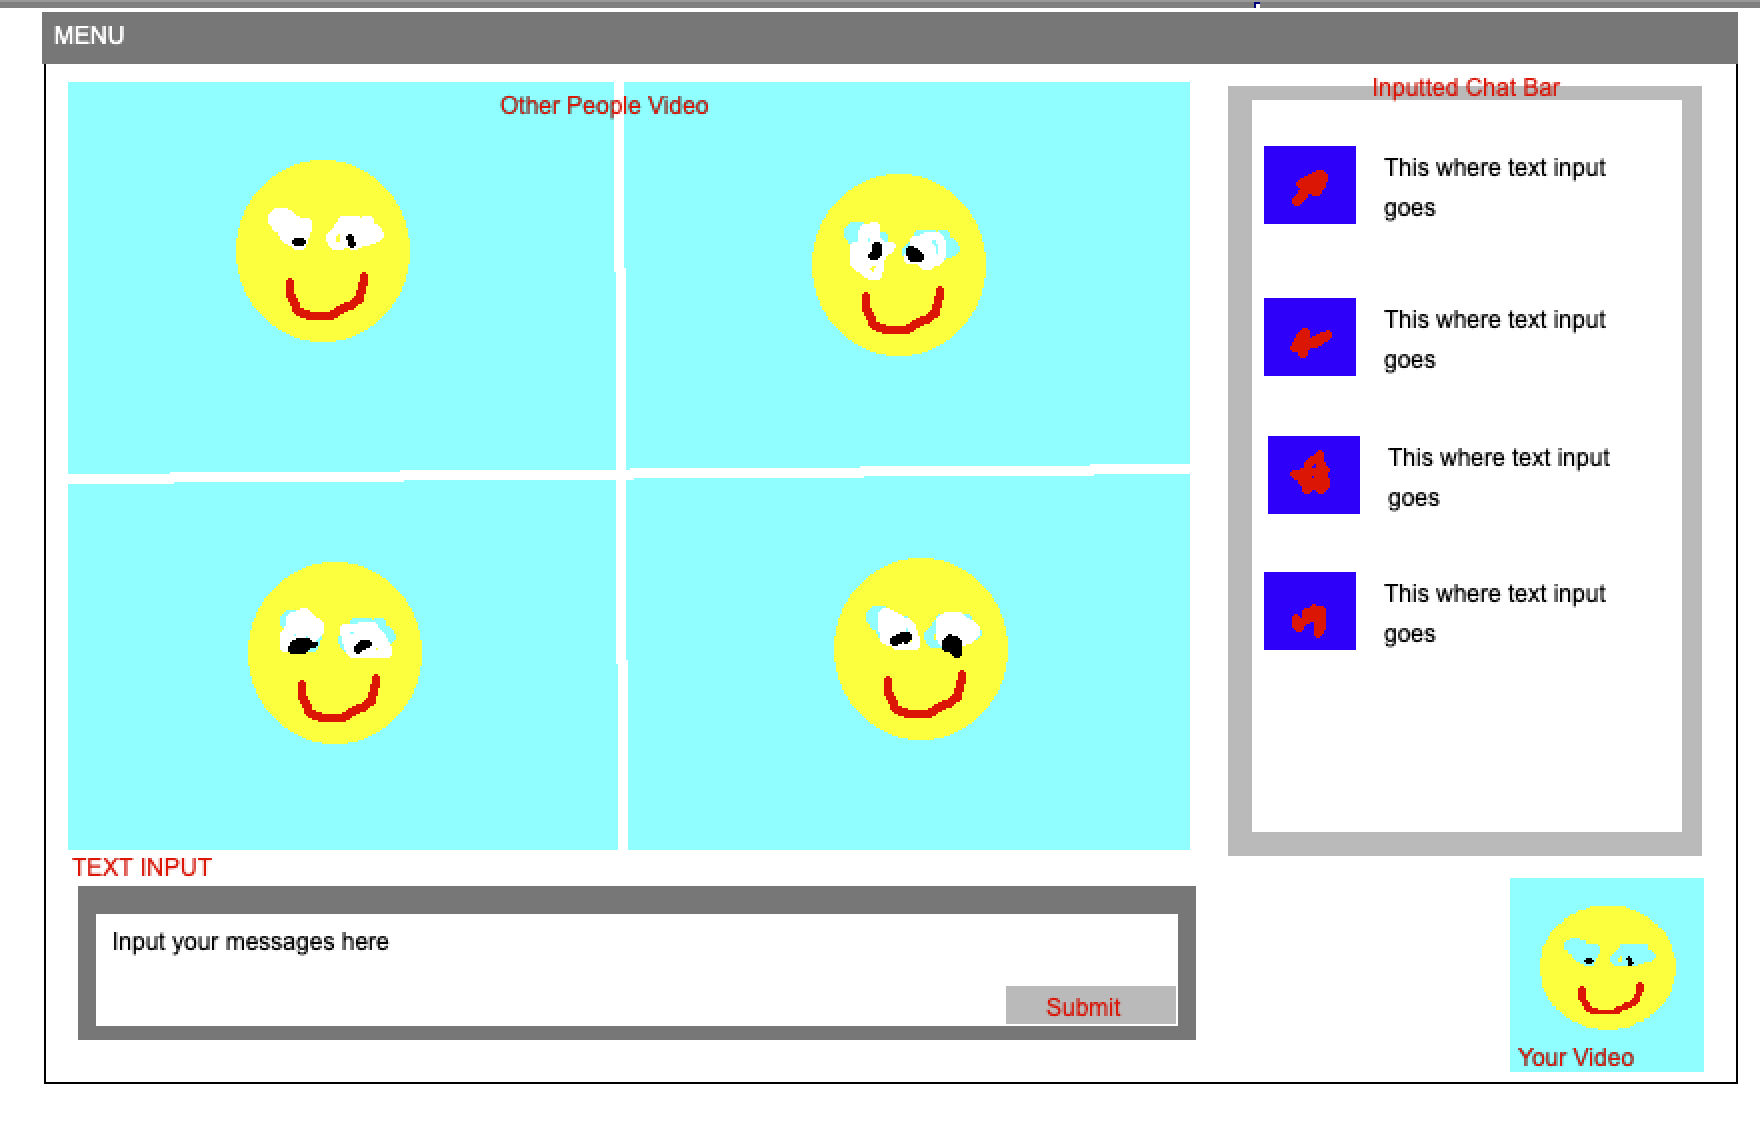 MENU
Other People Video
Inputted Chat Bar
This where text input
goes
This where text input
goes
This where text input
goes
This where text input
goes
TEXT INPUT
Input your messages here
Submit
Your Video